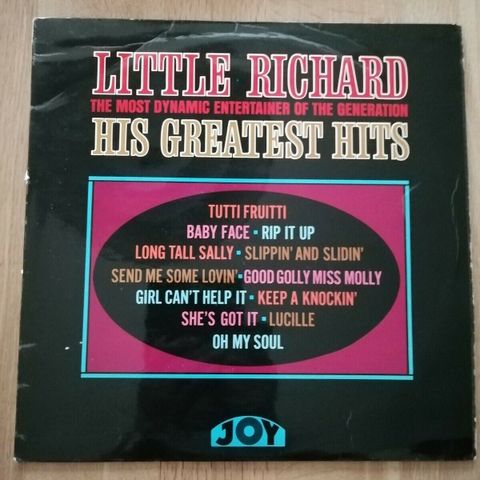 LITTLE RICHARD
THE MOST DYNAMIC ENTERTAINER OF THE GENERATION
HIS GREATEST HITS
TUTTI FRUITTI
BABY FACE • RIP IT UP
LONG TALL SALLY • SLIPPIN' AND SLIDIN'
SEND ME SOME LOVIN' • GOOD GOLLY MISS MOLLY
GIRL CAN'T HELP IT • KEEP A KNOCKIN'
SHE'S GOT IT • LUCILLE
OH MY SOUL
JOY